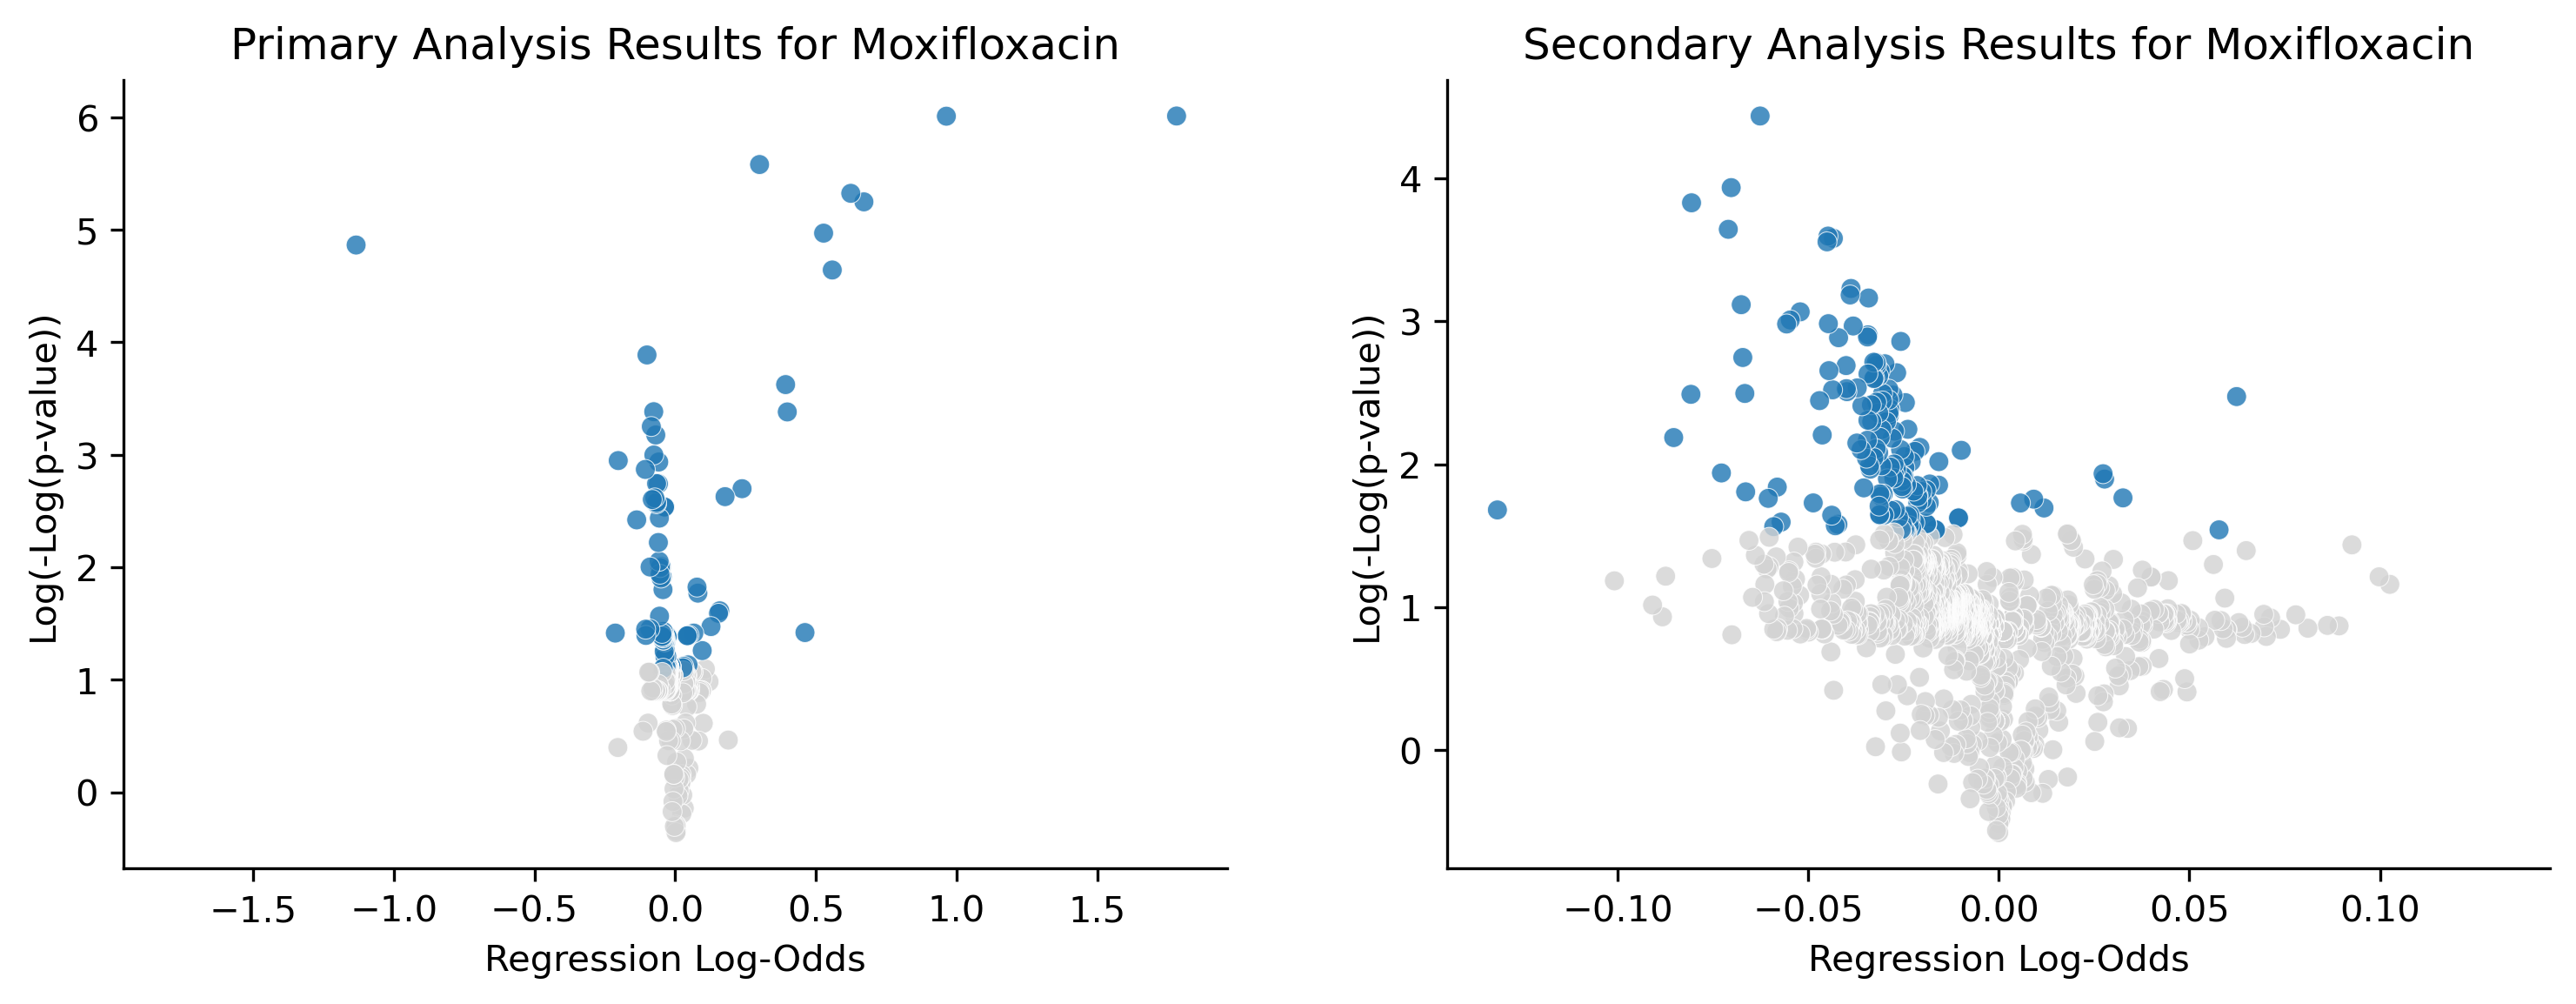 Primary Analysis Results for Moxifloxacin
6
5
4
3
2
1
0
Log(-Log(p-value))
−1.5 −1.0 −0.5 0.0 0.5 1.0 1.5
Regression Log-Odds
Secondary Analysis Results for Moxifloxacin
4
3
2
1
0
Log(-Log(p-value))
−0.10 −0.05 0.00 0.05 0.10
Regression Log-Odds